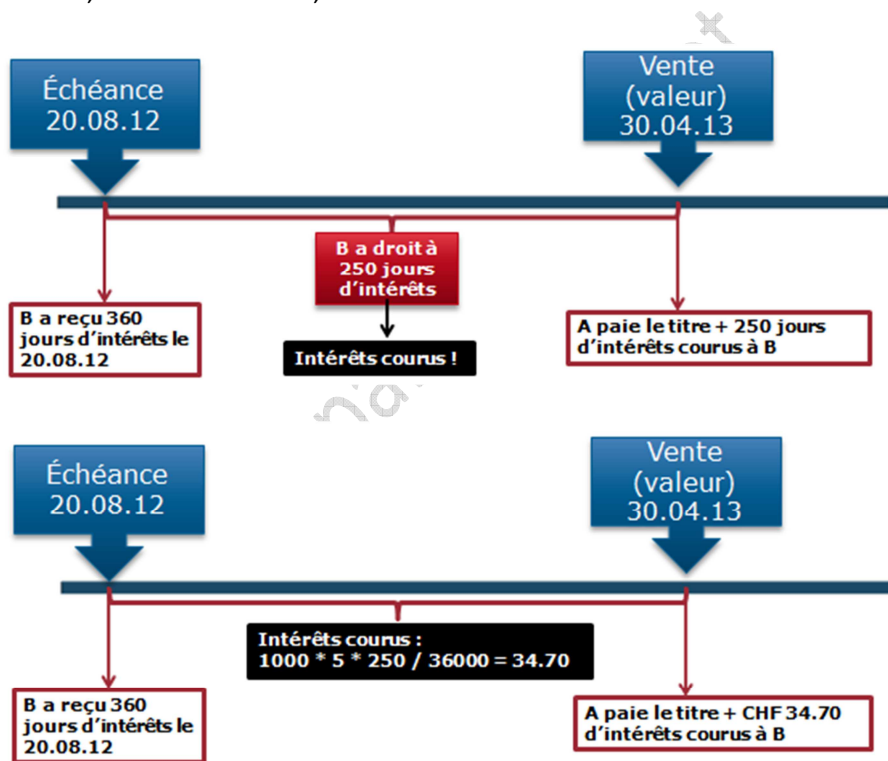 Échéance
20.08.12
Vente
(valeur)
30.04.13
B a droit à
250 jours
d'intérêts
B a reçu 360
jours d'intérêts le
20.08.12
Intérêts courus !
A paie le titre + 250 jours
d'intérêts courus à B
Échéance
20.08.12
Vente
(valeur)
30.04.13
Intérêts courus :
1000 * 5 * 250 / 36000 = 34.70
B a reçu 360
jours d'intérêts le
20.08.12
A paie le titre + CHF 34.70
d'intérêts courus à B